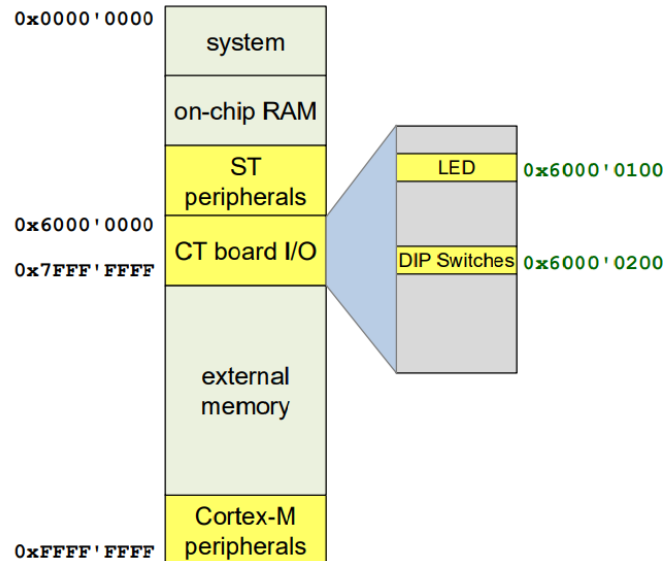 0x0000'0000
system
on-chip RAM
ST
peripherals
0x6000'0000
CT board I/O
0x7FFF'FFFF
external
memory
Cortex-M
peripherals
0xFFFF'FFFF
LED
0x6000'0100
DIP Switches
0x6000'0200